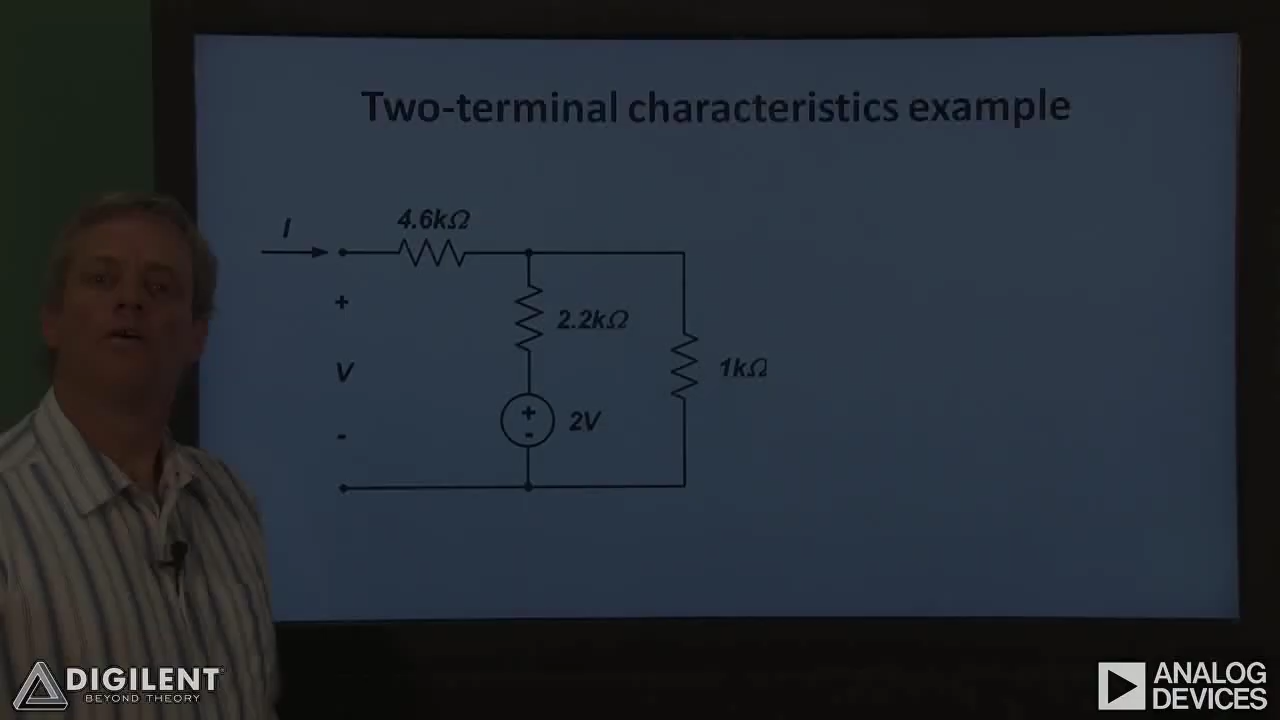 Two-terminal characteristics example
I
4.6kΩ
+
2.2kΩ
V
1kΩ
+
-
2V
-
DIGILENT
BEYOND THEORY
ANALOG
DEVICES